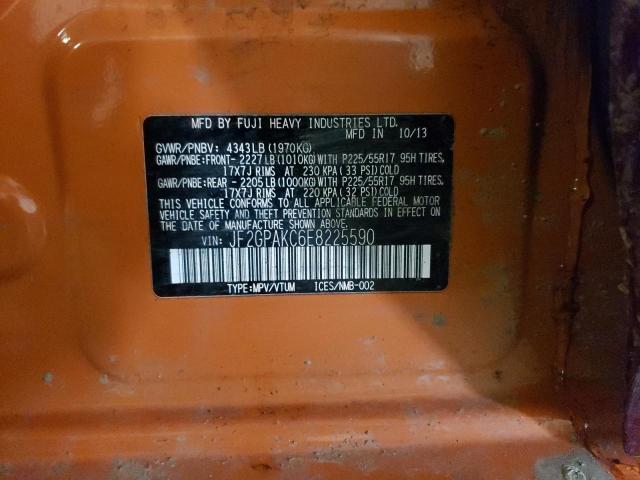 MFD BY FUJI HEAVY INDUSTRIES LTD.
MFD IN 10/13
GVWR/PNBV: 4343LB (1970KG)
GAWR/PNBE:FRONT- 2227LB (1010KG) WITH P225/55R17 95H TIRES,
17X7J RIMS AT 230 KPA (33 PSI) COLD
GAWR/PNBE:REAR - 2205LB (1000KG) WITH P225/55R17 95H TIRES,
17X7J RIMS AT 220 KPA (32 PSI) COLD
THIS VEHICLE CONFORMS TO ALL APPLICABLE FEDERAL MOTOR
VEHICLE SAFETY AND THEFT PREVENTION STANDARDS IN EFFECT ON
THE DATE OF MANUFACTURE SHOWN ABOVE.
VIN: JF2GPAKC6E8225590
TYPE:MPV/VTUM ICES/NMB-002